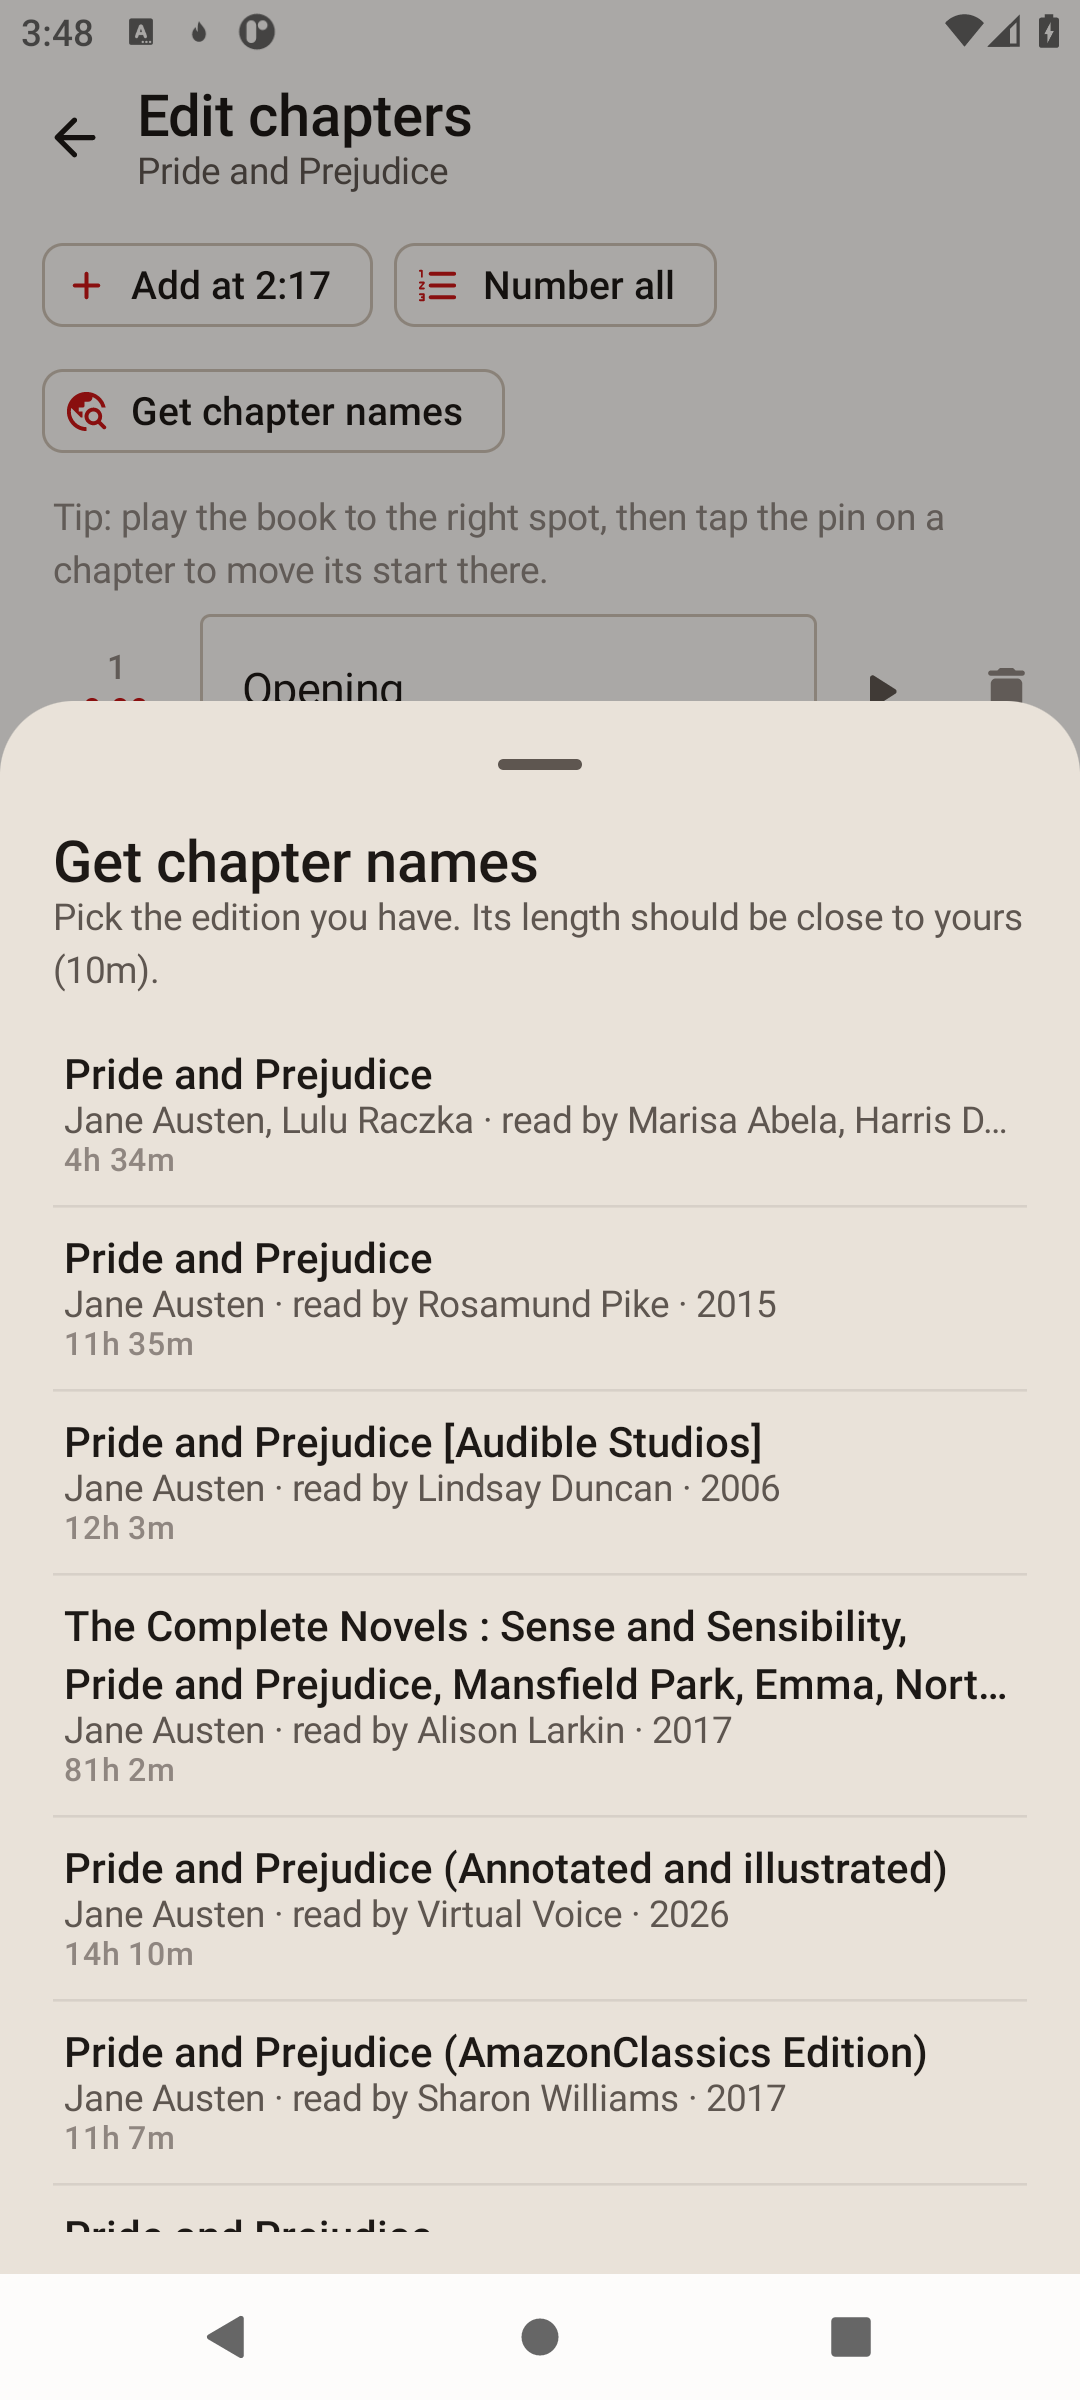 3:48
Edit chapters
Pride and Prejudice
Add at 2:17
Number all
Get chapter names
Tip: play the book to the right spot, then tap the pin on a
chapter to move its start there.
1
Opening
Get chapter names
Pick the edition you have. Its length should be close to yours
(10m).
Pride and Prejudice
Jane Austen, Lulu Raczka · read by Marisa Abela, Harris D...
4h 34m
Pride and Prejudice
Jane Austen · read by Rosamund Pike · 2015
11h 35m
Pride and Prejudice [Audible Studios]
Jane Austen · read by Lindsay Duncan · 2006
12h 3m
The Complete Novels : Sense and Sensibility,
Pride and Prejudice, Mansfield Park, Emma, Nort...
Jane Austen · read by Alison Larkin · 2017
81h 2m
Pride and Prejudice (Annotated and illustrated)
Jane Austen · read by Virtual Voice · 2026
14h 10m
Pride and Prejudice (AmazonClassics Edition)
Jane Austen · read by Sharon Williams · 2017
11h 7m
Pride and Prejudice